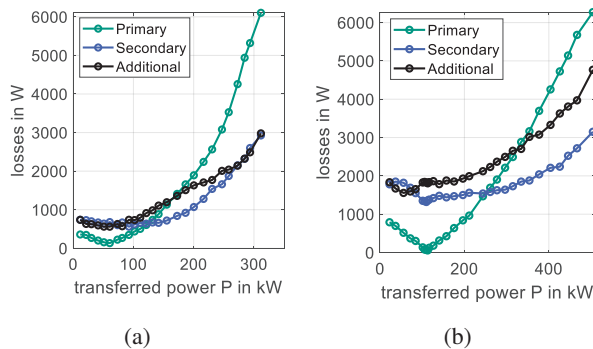 6000
5000
4000
3000
2000
1000
0
losses in W
Primary
Secondary
Additional
0
100
200
300
transferred power P in kW
(a)
6000
5000
4000
3000
2000
1000
0
losses in W
Primary
Secondary
Additional
0
200
400
transferred power P in kW
(b)